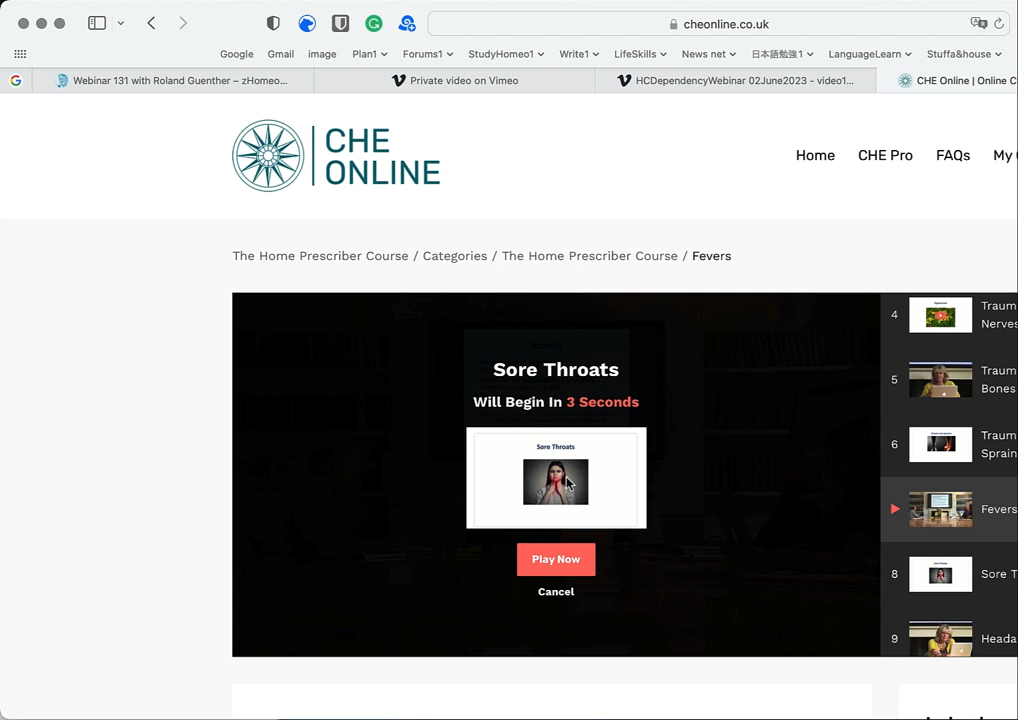 cheonline.co.uk
Google Gmail image Plan1 Forums1 StudyHomeo1 Write1 LifeSkills News net 日本語勉強1 LanguageLearn Stuffa&house
Webinar 131 with Roland Guenther – zHomeo... Private video on Vimeo HCDependencyWebinar 02June2023 - video1... CHE Online | Online C
CHE
ONLINE
Home CHE Pro FAQs My
The Home Prescriber Course / Categories / The Home Prescriber Course / Fevers
Sore Throats
Will Begin In 3 Seconds
Sore Throats
Play Now
Cancel
4 Traum
Nerves
5 Traum
Bones
6 Traum
Sprain
Fevers
8 Sore T
9 Heada